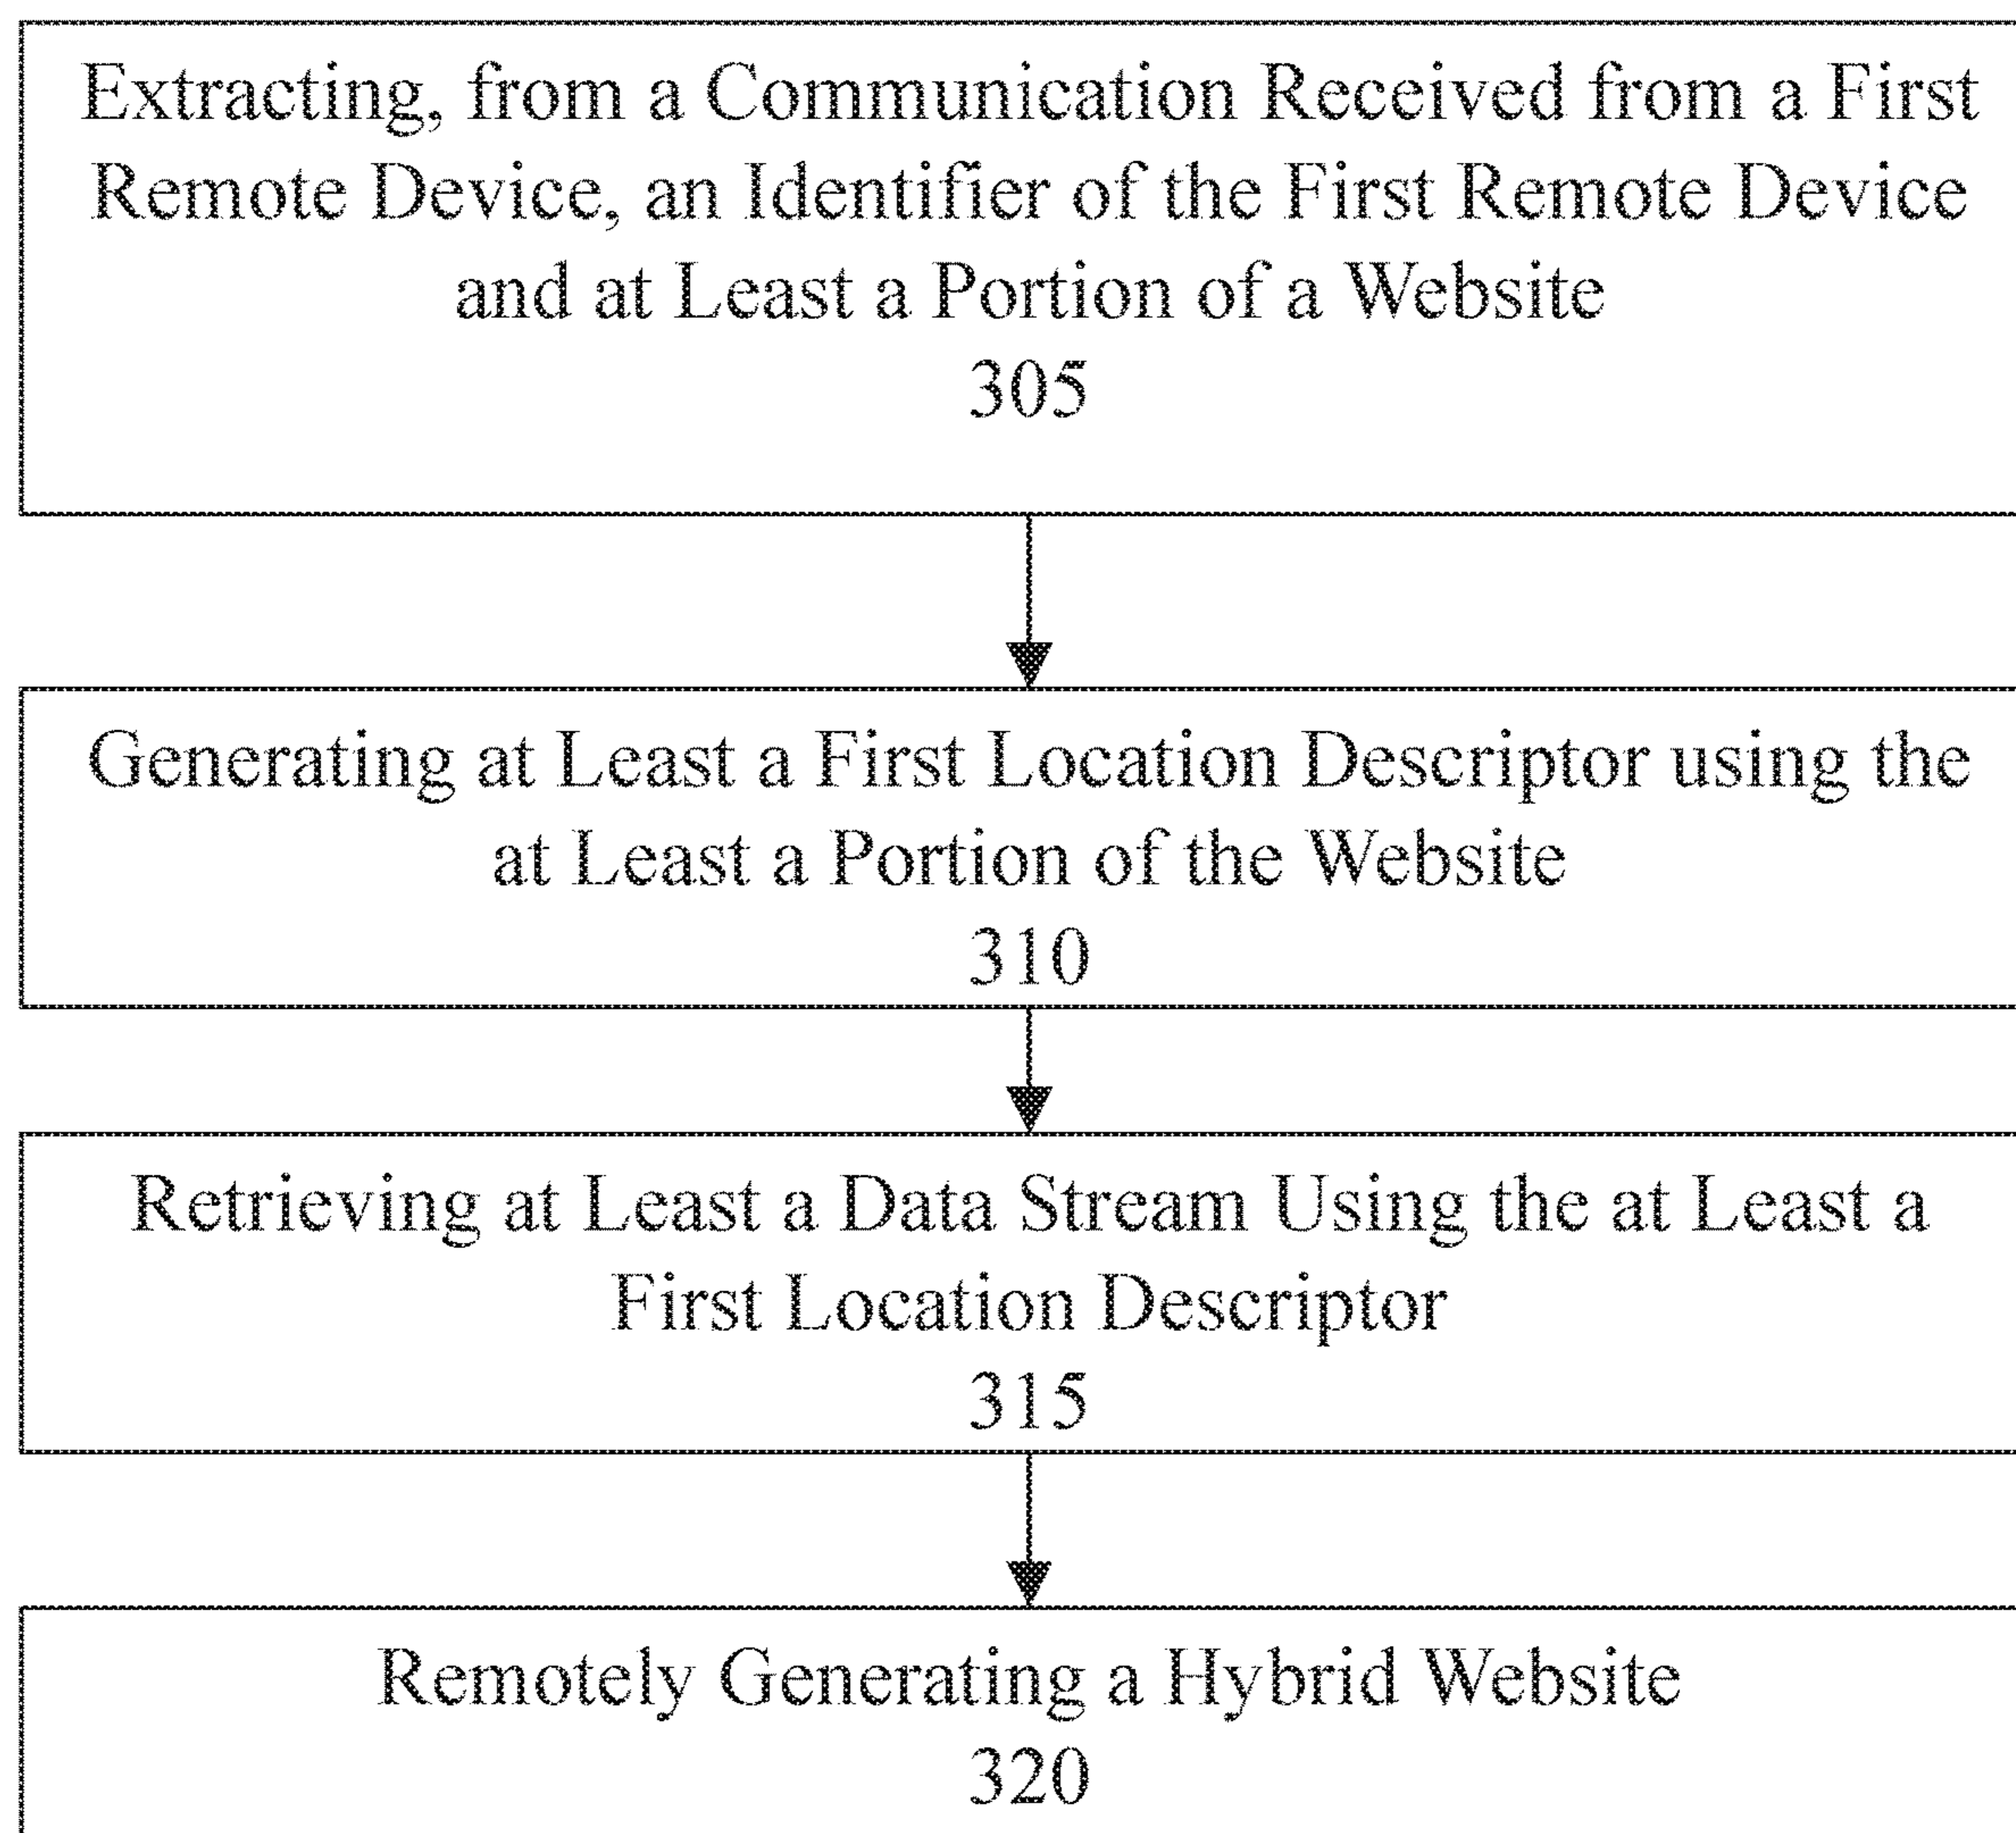 Extracting, from a Communication Received from a First
Remote Device, an Identifier of the First Remote Device
and at Least a Portion of a Website
305
Generating at Least a First Location Descriptor using the
at Least a Portion of the Website
310
Retrieving at Least a Data Stream Using the at Least a
First Location Descriptor
315
Remotely Generating a Hybrid Website
320